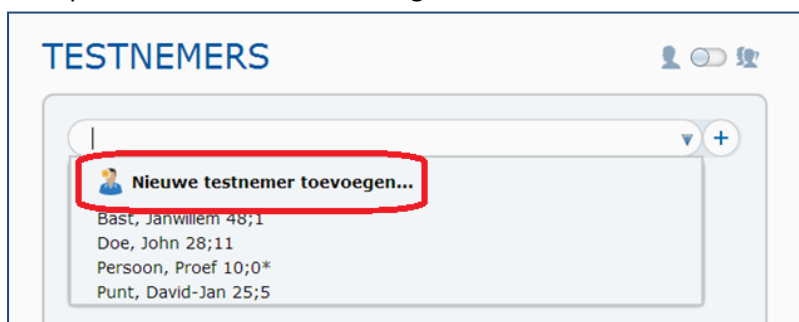 TESTNEMERS
Nieuwe testnemer toevoegen...
Bast, Janwillem 48;1
Doe, John 28;11
Persoon, Proef 10;0*
Punt, David-Jan 25;5